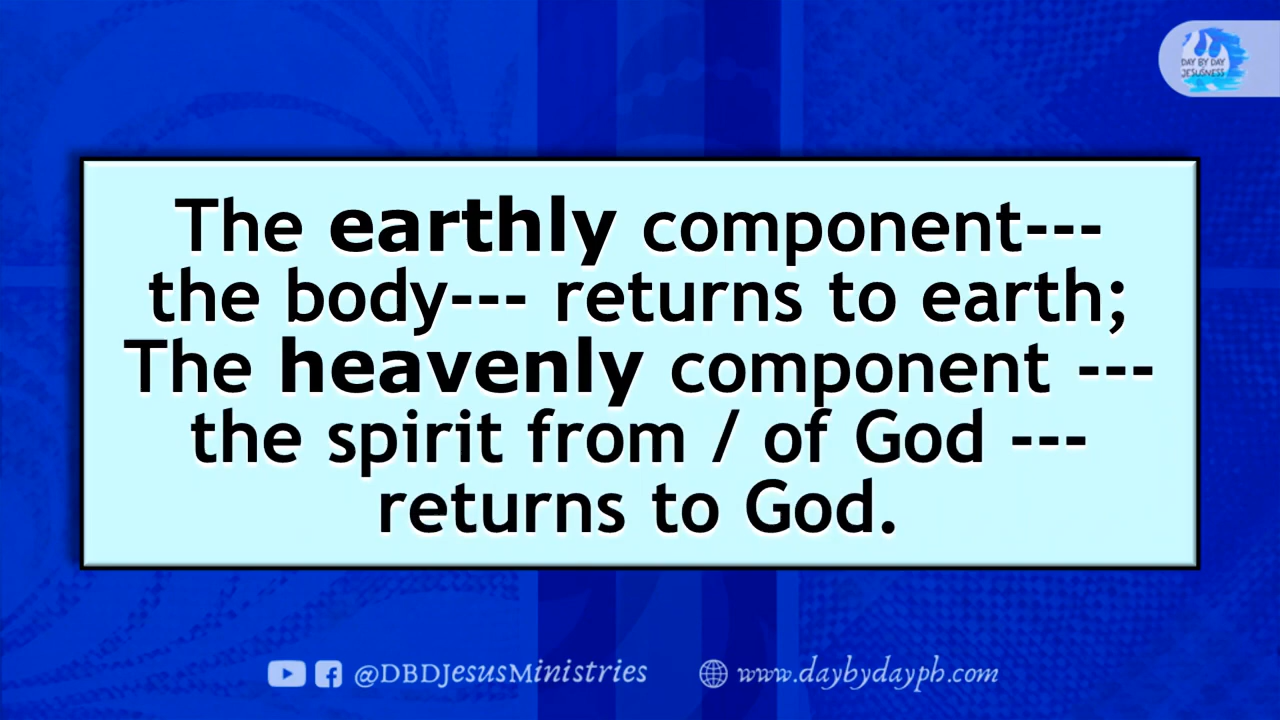 DAY BY DAY
JESUSNESS
The earthly component---
the body--- returns to earth;
The heavenly component ---
the spirit from / of God ---
returns to God.
@DBDJesusMinistries
www.daybydayph.com